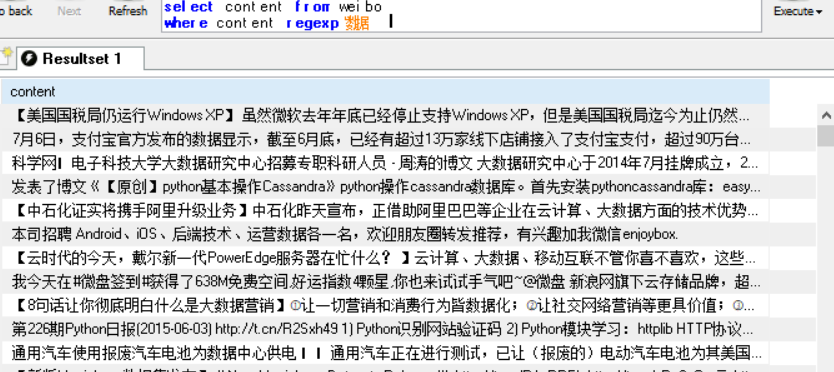 o back Next Refresh
select content from weibo
where content regexp '数据'
Execute
Resultset 1
content
【美国国税局仍运行Windows XP】虽然微软去年年底已经停止支持Windows XP，但是美国国税局迄今为止仍然...
7月6日，支付宝官方发布的数据显示，截至6月底，已经有超过13万家线下店铺接入了支付宝支付，超过90万台...
科学网| 电子科技大学大数据研究中心招募专职科研人员 - 周涛的博文 大数据研究中心于2014年7月挂牌成立，2...
发表了博文《【原创】python基本操作Cassandra》python操作cassandra数据库。首先安装pythoncassandra库：easy...
【中石化证实将携手阿里升级业务】中石化昨天宣布，正借助阿里巴巴等企业在云计算、大数据方面的技术优势...
本司招聘 Android、iOS、后端技术、运营数据各一名，欢迎朋友圈转发推荐，有兴趣加我微信enjoybox.
【云时代的今天，戴尔新一代PowerEdge服务器在忙什么？】云计算、大数据、移动互联不管你喜不喜欢，这些...
我今天在#微盘签到#获得了638M免费空间,好运指数4颗星.你也来试试手气吧~@微盘 新浪网旗下云存储品牌，超...
【8句话让你彻底明白什么是大数据营销】①让一切营销和消费行为皆数据化；②让社交网络营销等更具价值；③...
第226期Python日报(2015-06-03) http://t.cn/R2Sxh49 1) Python识别网站验证码 2) Python模块学习：httplib HTTP协议...
通用汽车使用报废汽车电池为数据中心供电|| 通用汽车正在进行测试，已让（报废的）电动汽车电池为其美国...